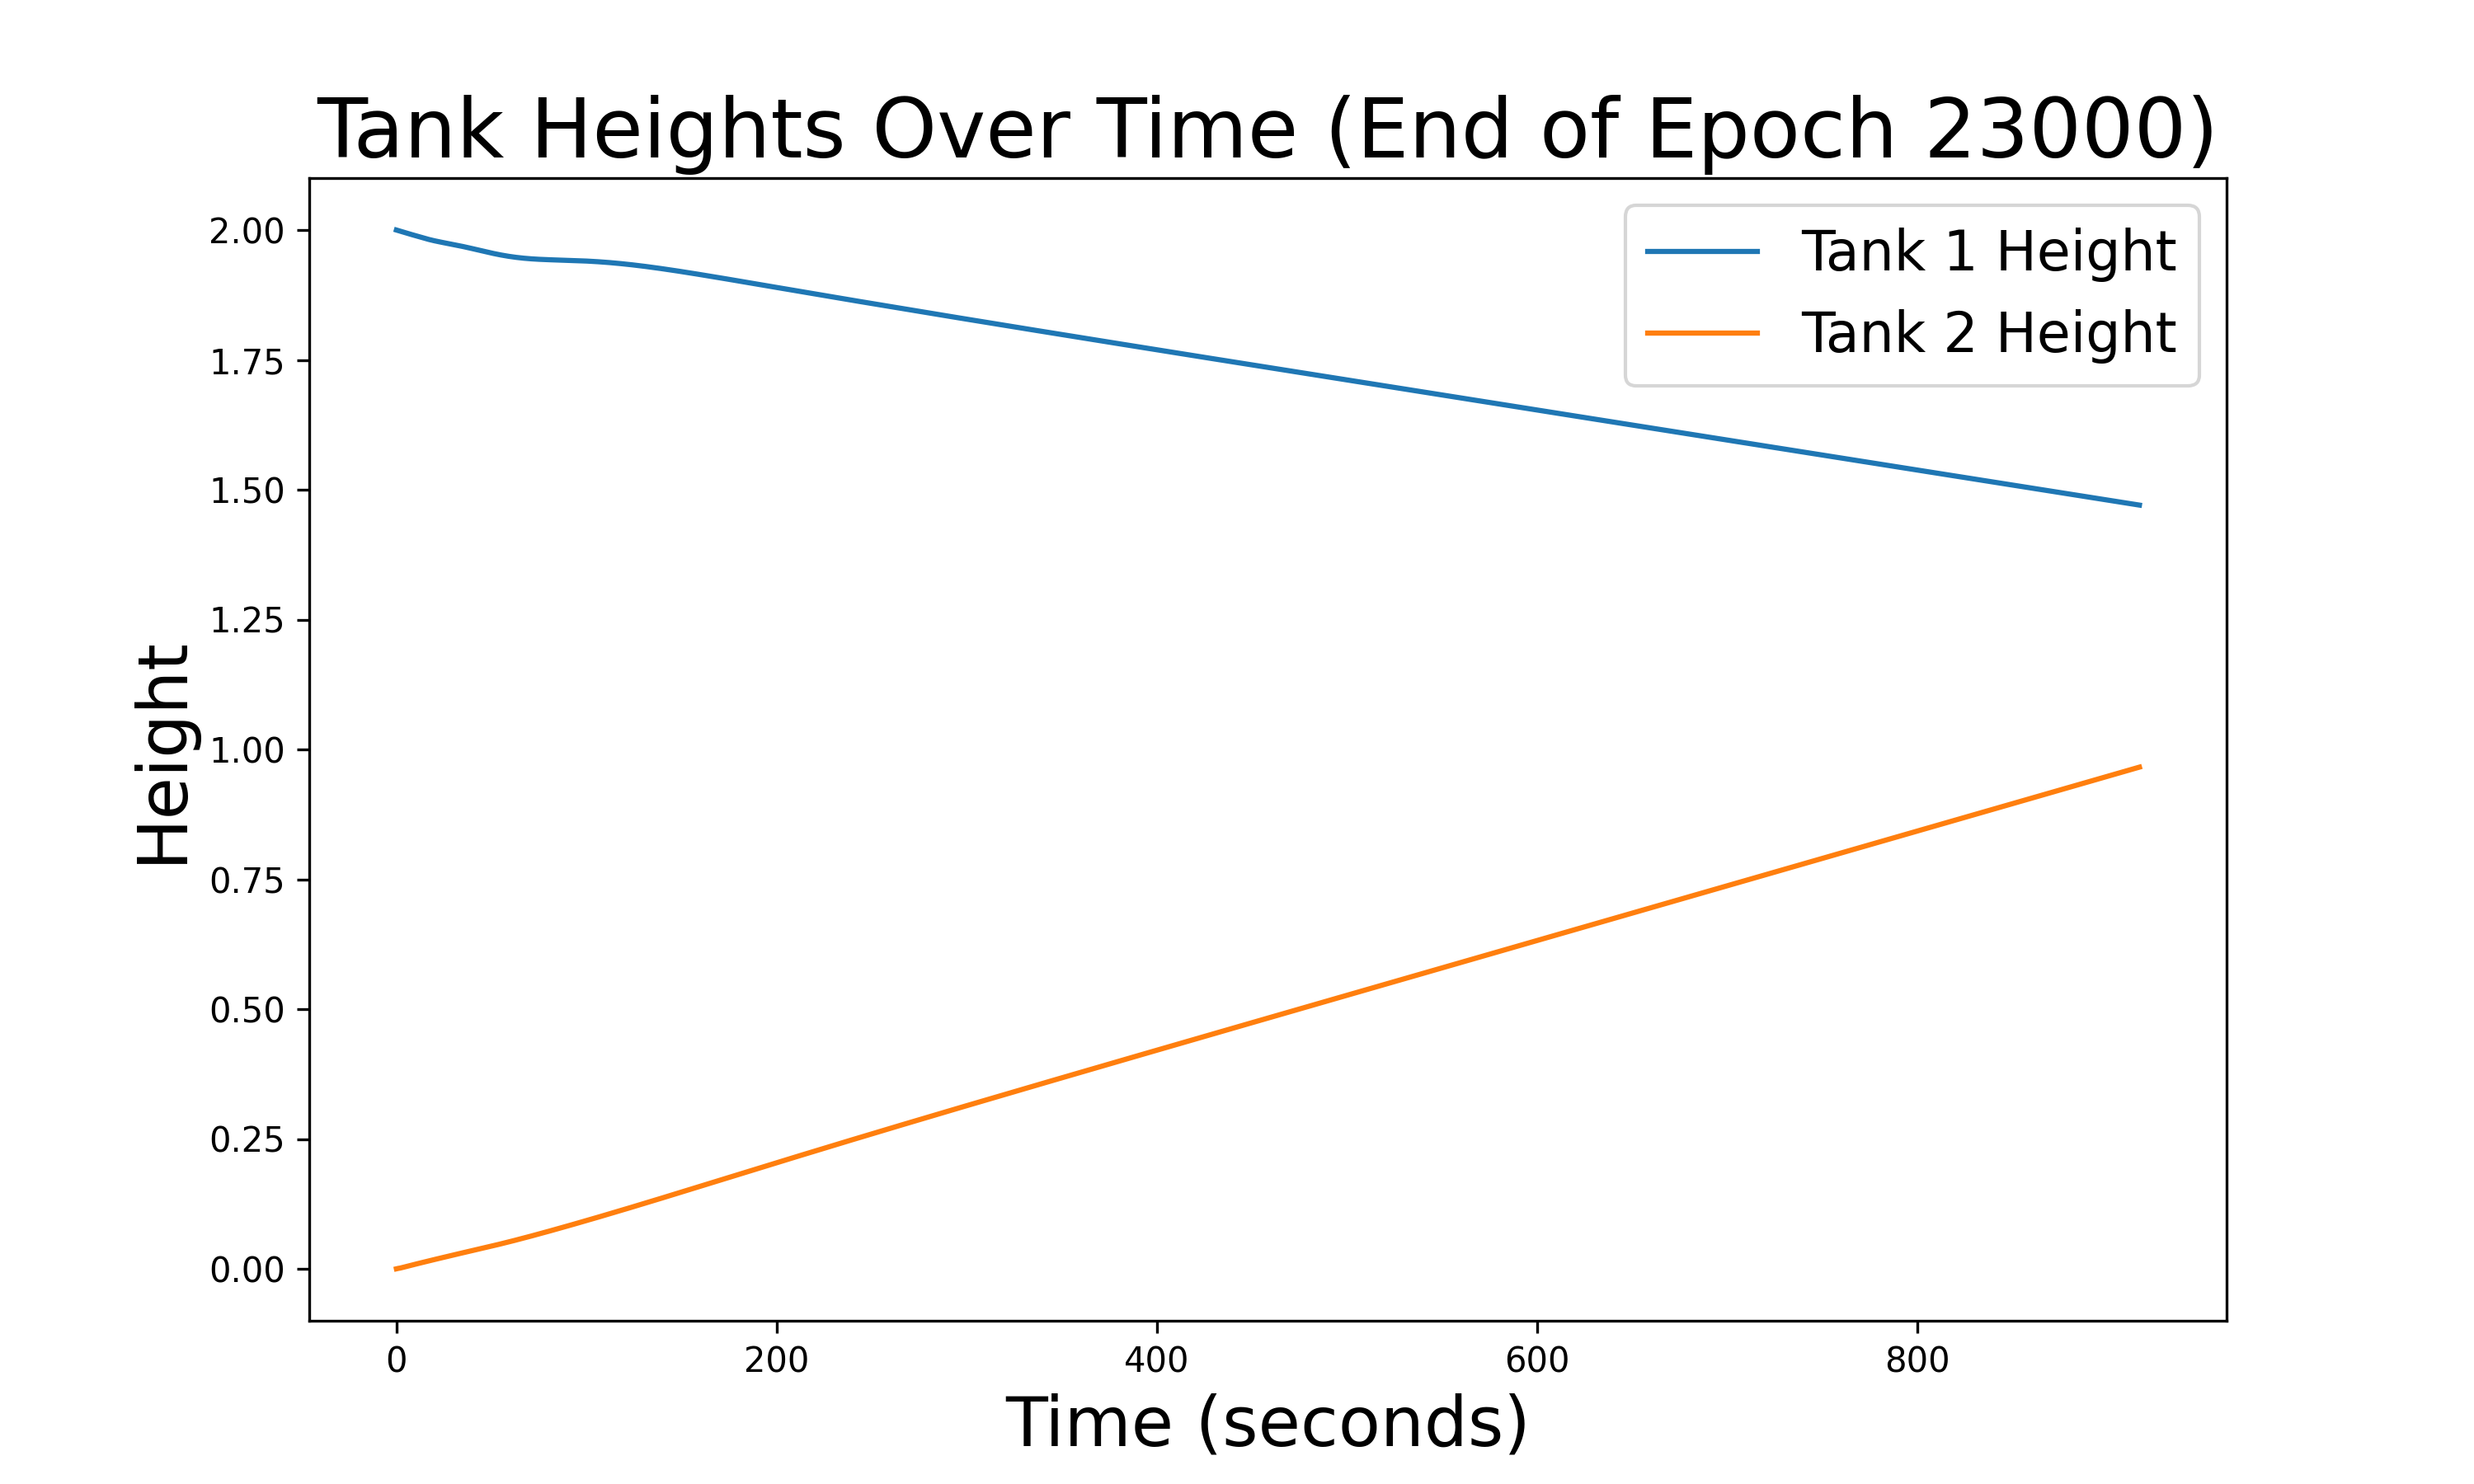 Tank Heights Over Time (End of Epoch 23000)
Tank 1 Height
Tank 2 Height
Height
2.00
1.75
1.50
1.25
1.00
0.75
0.50
0.25
0.00
0 200 400 600 800
Time (seconds)